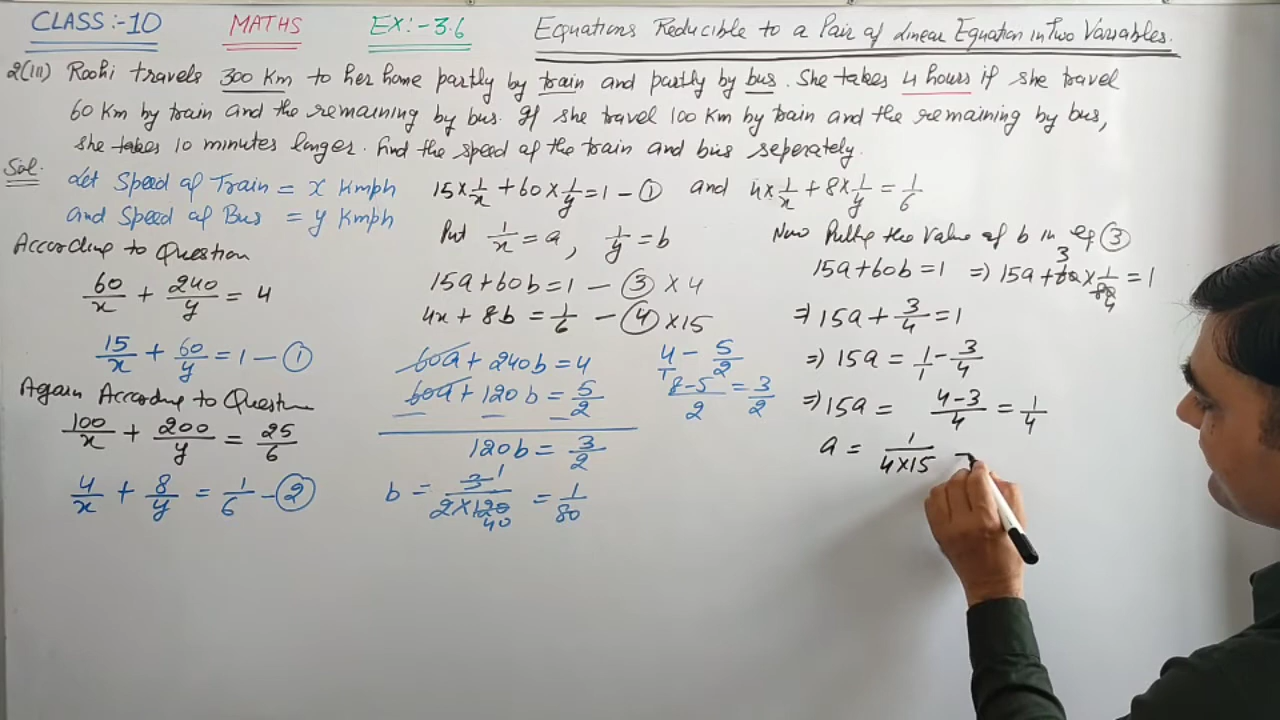 CLASS:-10 MATHS EX:-3.6 Equations Reducible to a Pair of Linear Equation in Two Variables.
2(III) Roohi travels 300 Km to her home partly by train and partly by bus. She takes 4 hours if she travel
60 Km by train and the remaining by bus. If she travel 100 Km by train and the remaining by bus,
she takes 10 minutes longer. Find the speed of the train and bus seperately.
Sol. Let Speed of Train = x Kmph
and Speed of Bus = y Kmph
According to Question
60/x + 240/y = 4
15/x + 60/y = 1 — ①
Again According to Question
100/x + 200/y = 25/6
4/x + 8/y = 1/6 — ②
15 × 1/x + 60 × 1/y = 1 — ① and 4 × 1/x + 8 × 1/y = 1/6
Put 1/x = a, 1/y = b
15a + 60b = 1 — ③ × 4
4x + 8b = 1/6 — ④ × 15
60a + 240b = 4
60a + 120b = 5/2
— — —
120b = 3/2
b = 3 1/2×120 40 = 1/80
4/1 - 5/2
8-5/2 = 3/2
Now Putting the Value of b in eq ③
15a + 60b = 1 ⇒ 15a + 60 3 × 1/80 4 = 1
⇒ 15a + 3/4 = 1
⇒ 15a = 1/1 - 3/4
⇒ 15a = 4-3/4 = 1/4
a = 1/4×15 =